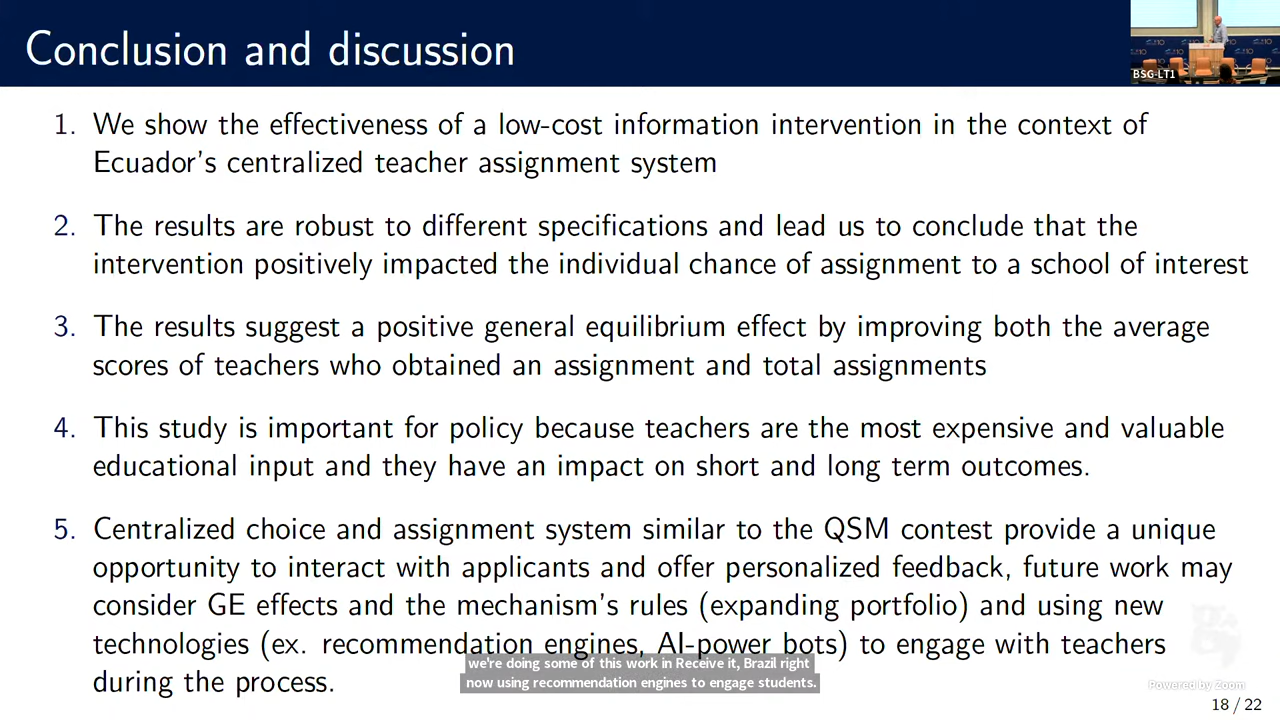 Conclusion and discussion
BSG-LT1
1. We show the effectiveness of a low-cost information intervention in the context of
Ecuador's centralized teacher assignment system
2. The results are robust to different specifications and lead us to conclude that the
intervention positively impacted the individual chance of assignment to a school of interest
3. The results suggest a positive general equilibrium effect by improving both the average
scores of teachers who obtained an assignment and total assignments
4. This study is important for policy because teachers are the most expensive and valuable
educational input and they have an impact on short and long term outcomes.
5. Centralized choice and assignment system similar to the QSM contest provide a unique
opportunity to interact with applicants and offer personalized feedback, future work may
consider GE effects and the mechanism's rules (expanding portfolio) and using new
technologies (ex. recommendation engines, AI-power bots) to engage with teachers
during the process.
we're doing some of this work in Receive it, Brazil right
now using recommendation engines to engage students.
Powered by Zoom
18 / 22